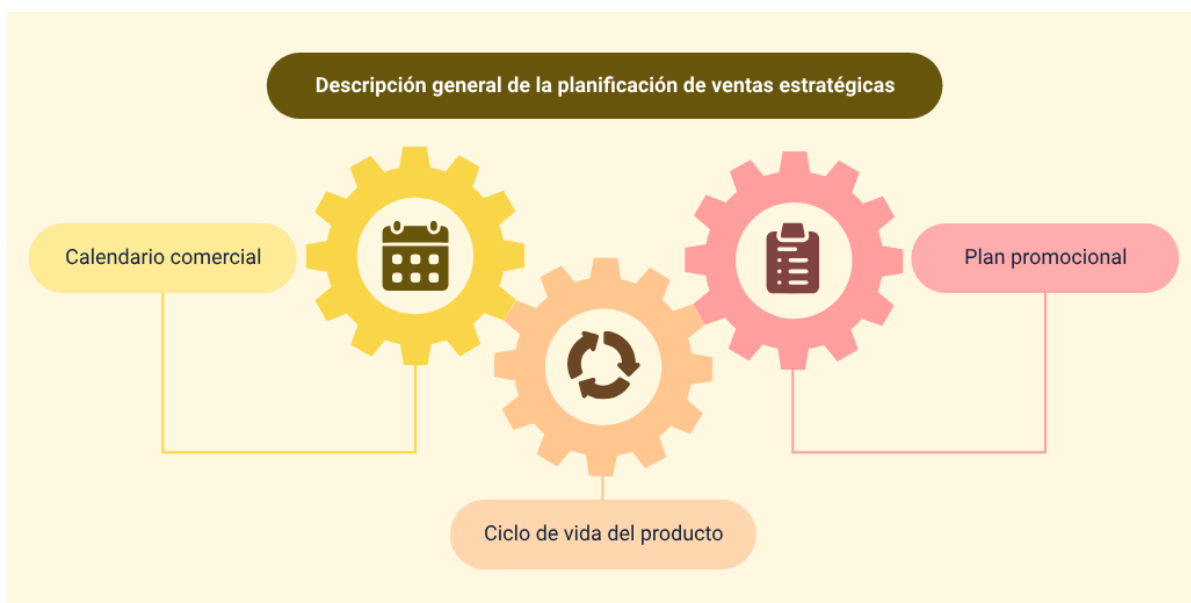 Descripción general de la planificación de ventas estratégicas
Calendario comercial
Plan promocional
Ciclo de vida del producto